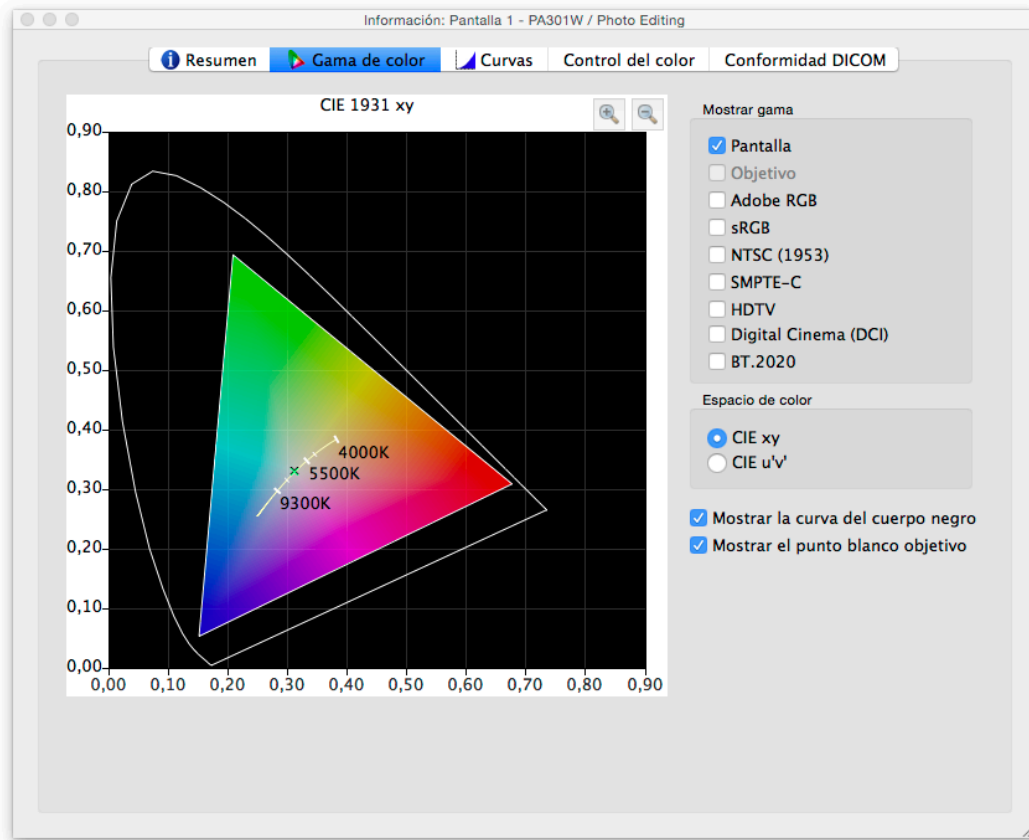 Información: Pantalla 1 - PA301W / Photo Editing
Resumen
Gama de color
Curvas
Control del color
Conformidad DICOM
CIE 1931 xy
0,90
0,80
0,70
0,60
0,50
0,40
0,30
0,20
0,10
0,00
0,00 0,10 0,20 0,30 0,40 0,50 0,60 0,70 0,80 0,90
4000K
5500K
9300K
Mostrar gama
Pantalla
Objetivo
Adobe RGB
sRGB
NTSC (1953)
SMPTE-C
HDTV
Digital Cinema (DCI)
BT.2020
Espacio de color
CIE xy
CIE u'v'
Mostrar la curva del cuerpo negro
Mostrar el punto blanco objetivo